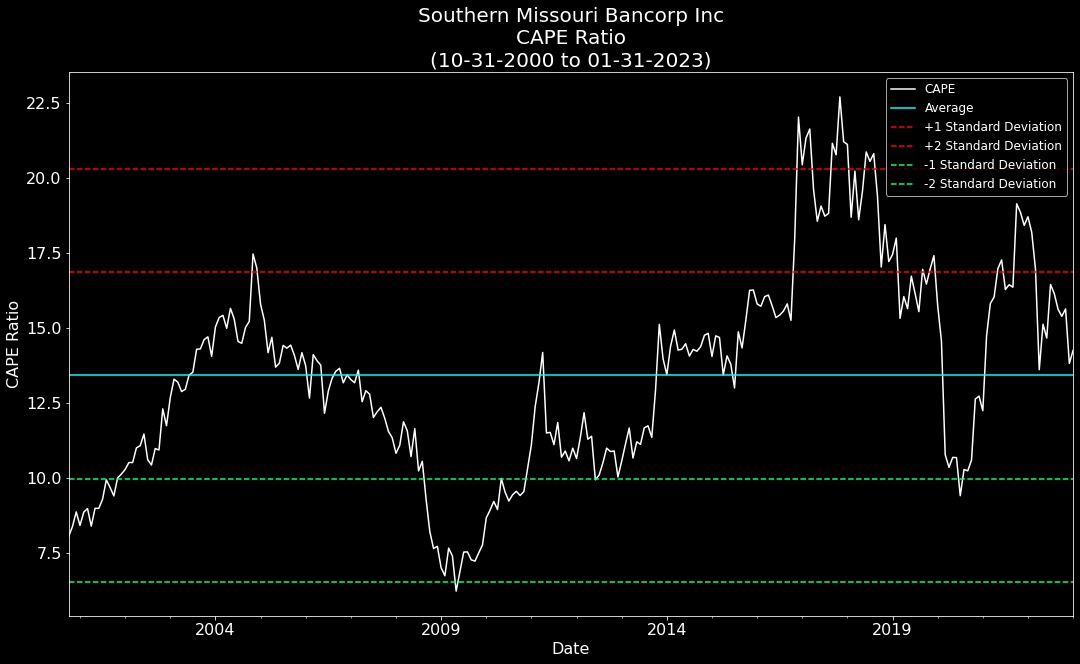 Southern Missouri Bancorp Inc
CAPE Ratio
(10-31-2000 to 01-31-2023)
CAPE
Average
+1 Standard Deviation
+2 Standard Deviation
-1 Standard Deviation
-2 Standard Deviation
CAPE Ratio
22.5
20.0
17.5
15.0
12.5
10.0
7.5
2004
2009
2014
2019
Date